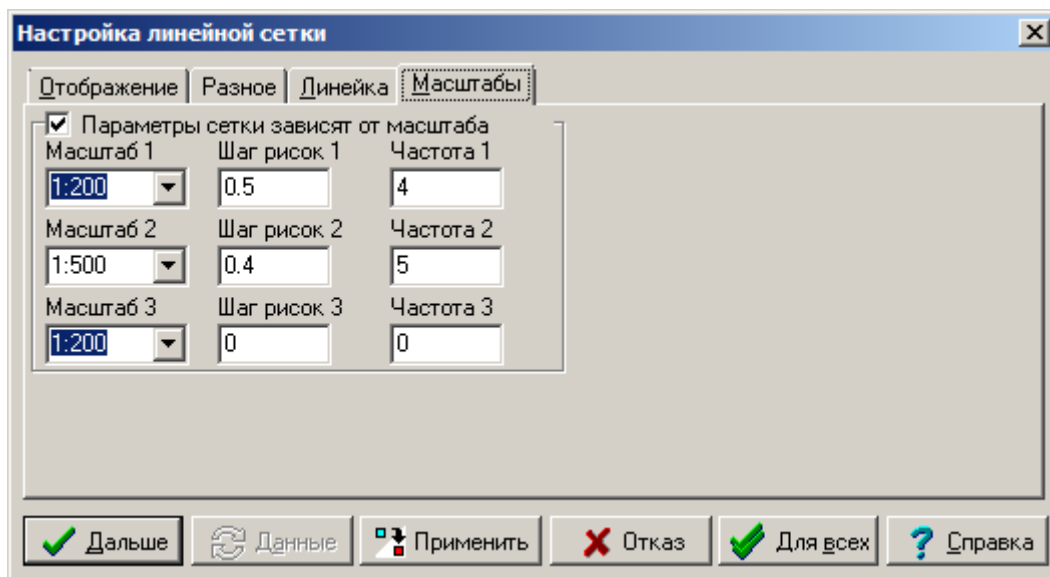 Настройка линейной сетки
Отображение Разное Линейка Масштабы
Параметры сетки зависят от масштаба
Масштаб 1 Шаг рисок 1 Частота 1
1:200 0.5 4
Масштаб 2 Шаг рисок 2 Частота 2
1:500 0.4 5
Масштаб 3 Шаг рисок 3 Частота 3
1:200 0 0
Дальше Данные Применить Отказ Для всех Справка